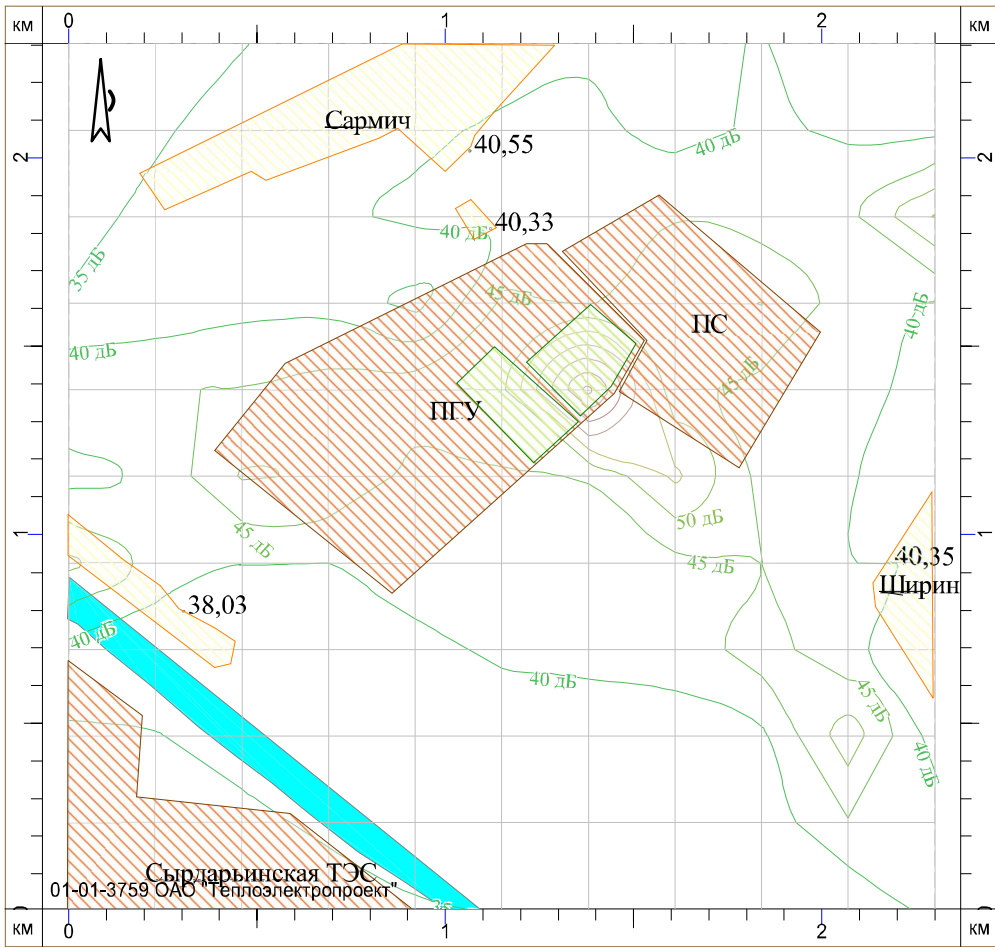 км 0 1 2 км
Сармич
40,55
40 дБ
2 2
40,33
40 дБ
35 дБ
45 дБ
40 дБ
ПС
40 дБ
45 дБ
ПГУ
50 дБ
1 1
45 дБ
45 дБ
40,35
Ширин
38,03
40 дБ
40 дБ
45 дБ
40 дБ
Сырдарьинская ТЭС
01-01-3759 ОАО "Теплоэлектропроект"
35
0 0
км 0 1 2 км